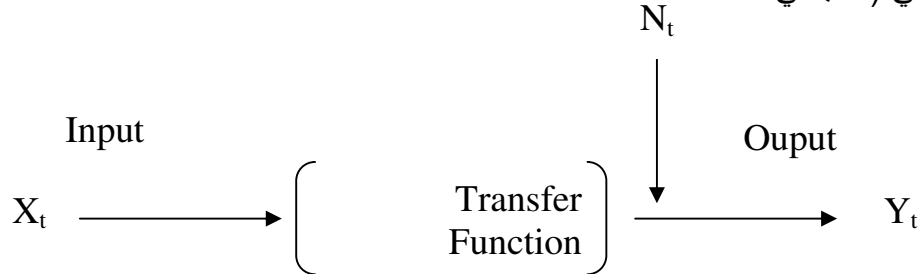 N_t
Input
Ouput
X_t
Transfer
Function
Y_t